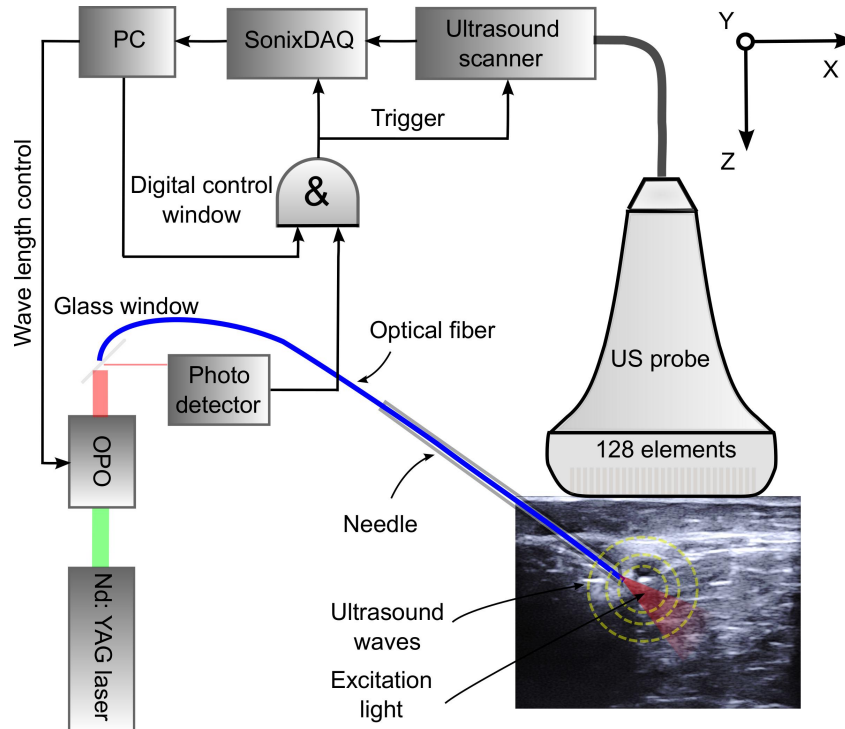 PC
SonixDAQ
Ultrasound
scanner
Y
X
Z
Trigger
Digital control
window
&
Wave length control
Glass window
Optical fiber
Photo
detector
US probe
OPO
128 elements
Needle
Nd: YAG laser
Ultrasound
waves
Excitation
light